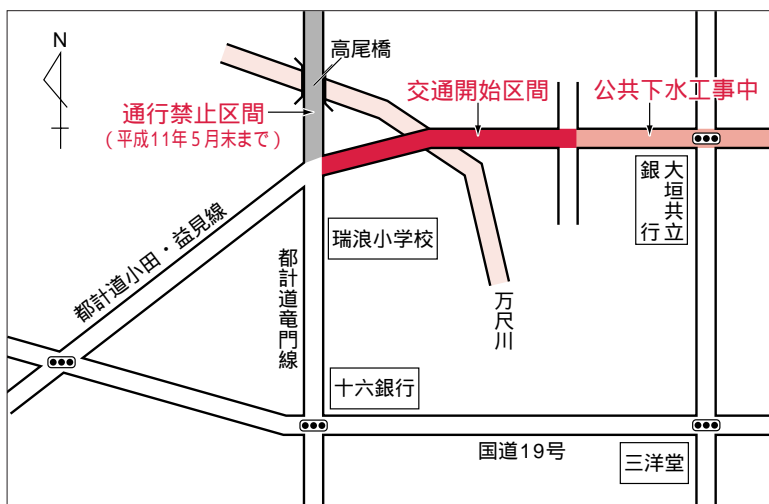 N
高尾橋
交通開始区間
公共下水工事中
通行禁止区間
(平成11年5月末まで)
大垣共立
銀行
瑞浪小学校
都計道小田・益見線
都計道竜門線
万尺川
十六銀行
国道19号
三洋堂